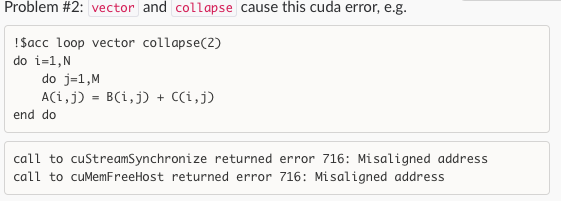 Problem #2: vector and collapse cause this cuda error, e.g.
!$acc loop vector collapse(2)
do i=1,N
    do j=1,M
    A(i,j) = B(i,j) + C(i,j)
end do
call to cuStreamSynchronize returned error 716: Misaligned address
call to cuMemFreeHost returned error 716: Misaligned address